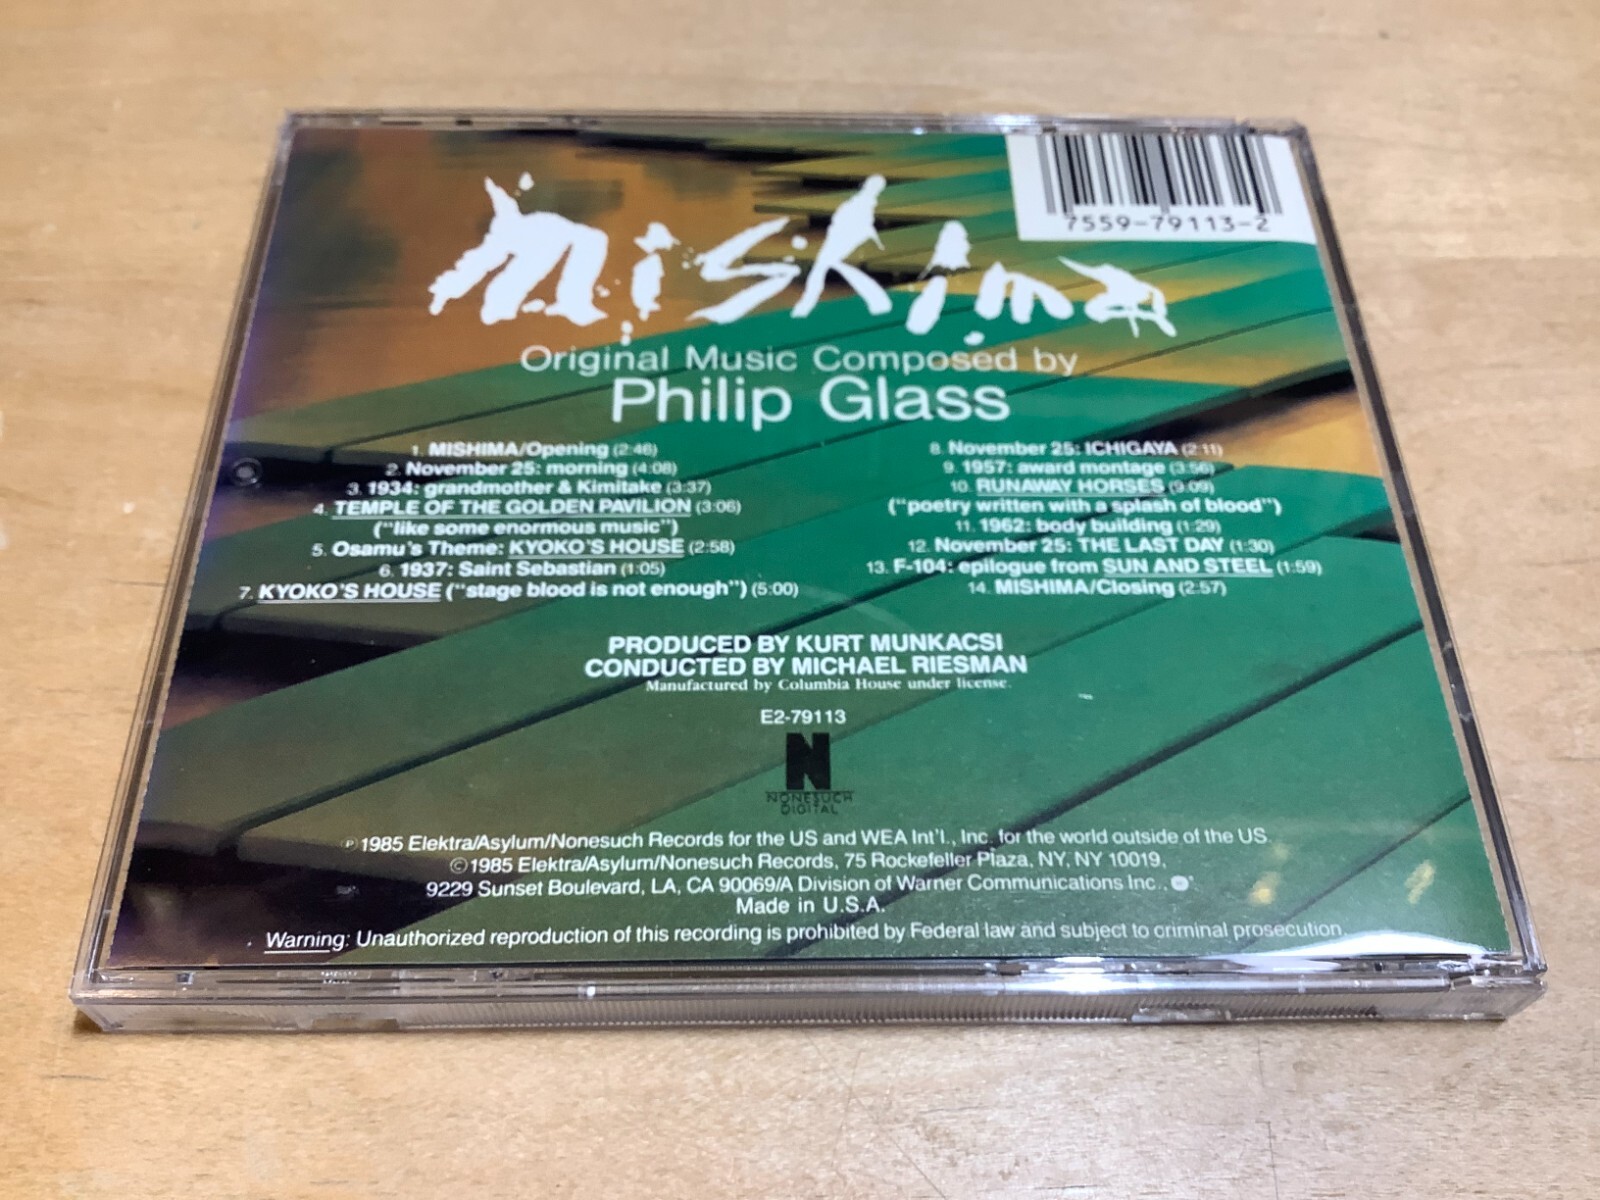 7559-79113-2
mishima
Original Music Composed by
Philip Glass
1. MISHIMA/Opening (2:46)
2. November 25: morning (4:08)
3. 1934: grandmother & Kimitake (3:37)
4. TEMPLE OF THE GOLDEN PAVILION (3:06)
("like some enormous music")
5. Osamu's Theme: KYOKO'S HOUSE (2:58)
6. 1937: Saint Sebastian (1:05)
7. KYOKO'S HOUSE ("stage blood is not enough") (5:00)
8. November 25: ICHIGAYA (2:11)
9. 1957: award montage (3:56)
10. RUNAWAY HORSES (9:09)
("poetry written with a splash of blood")
11. 1962: body building (1:29)
12. November 25: THE LAST DAY (1:30)
13. F-104: epilogue from SUN AND STEEL (1:59)
14. MISHIMA/Closing (2:57)
PRODUCED BY KURT MUNKACSI
CONDUCTED BY MICHAEL RIESMAN
Manufactured by Columbia House under license.
E2-79113
N
NONESUCH
DIGITAL
℗ 1985 Elektra/Asylum/Nonesuch Records for the US and WEA Int'l., Inc. for the world outside of the US.
© 1985 Elektra/Asylum/Nonesuch Records, 75 Rockefeller Plaza, NY, NY 10019,
9229 Sunset Boulevard, LA, CA 90069/A Division of Warner Communications Inc.,
Made in U.S.A.
Warning: Unauthorized reproduction of this recording is prohibited by Federal law and subject to criminal prosecution.